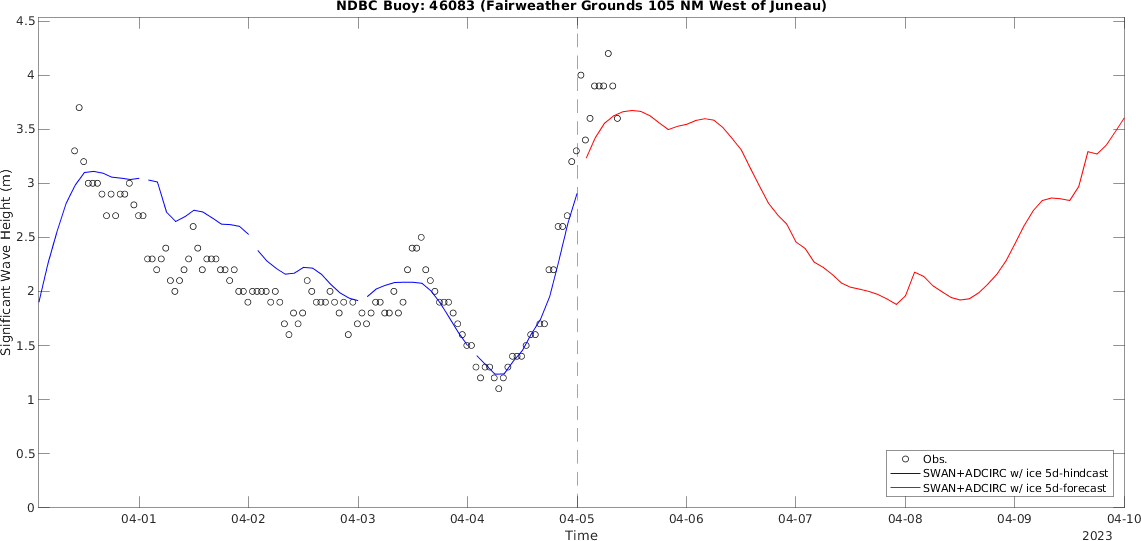 NDBC Buoy: 46083 (Fairweather Grounds 105 NM West of Juneau)
4.5
4
3.5
3
2.5
2
1.5
1
0.5
0
Significant Wave Height (m)
Obs.
SWAN+ADCIRC w/ ice 5d-hindcast
SWAN+ADCIRC w/ ice 5d-forecast
04-01 04-02 04-03 04-04 04-05 04-06 04-07 04-08 04-09 04-10
Time
2023